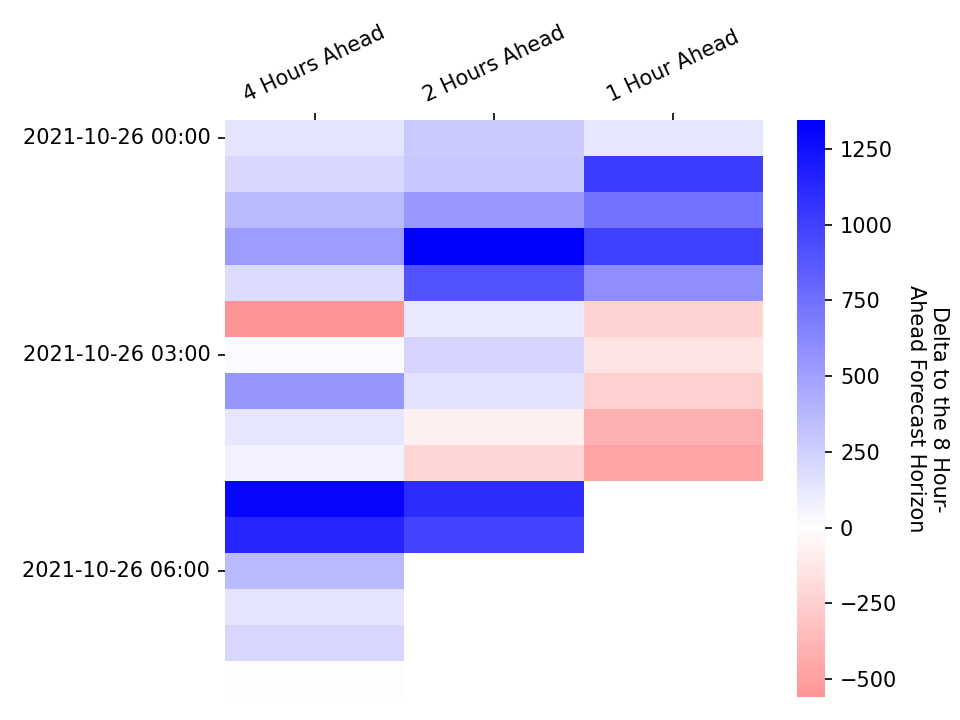 4 Hours Ahead
2 Hours Ahead
1 Hour Ahead
2021-10-26 00:00
2021-10-26 03:00
2021-10-26 06:00
1250
1000
750
500
250
0
−250
−500
Delta to the 8 Hour-
Ahead Forecast Horizon